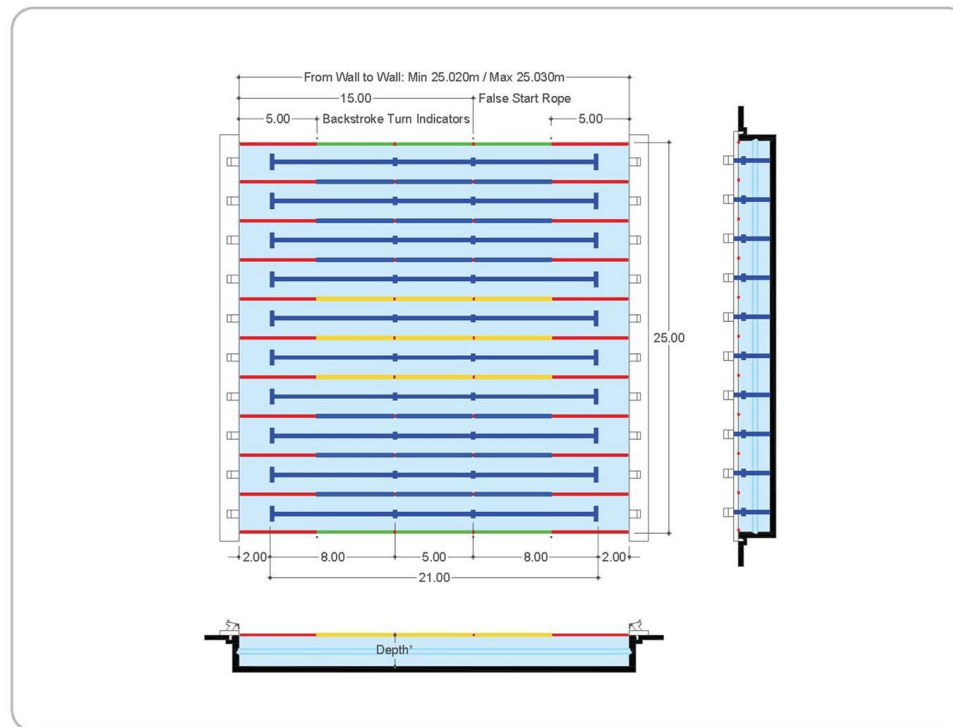 From Wall to Wall: Min 25.020m / Max 25.030m
15.00 False Start Rope
5.00 Backstroke Turn Indicators 5.00
25.00
2.00 8.00 5.00 8.00 2.00
21.00
Depth*